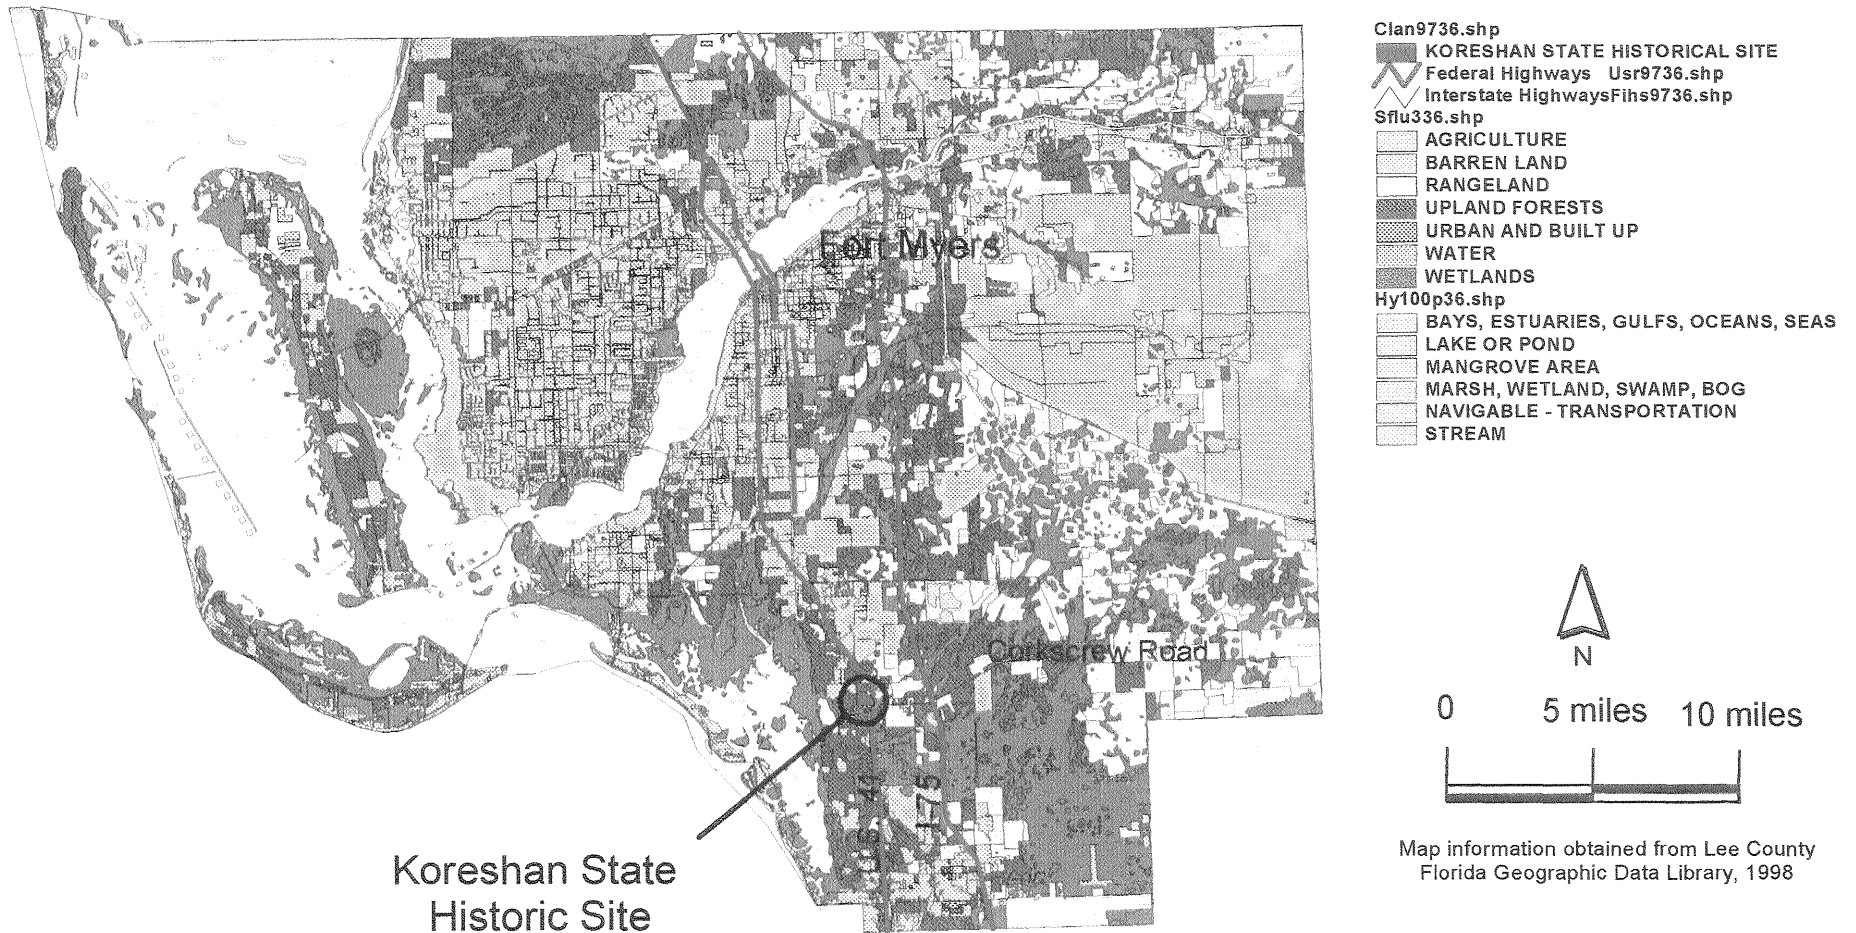 Clan9736.shp
KORESHAN STATE HISTORICAL SITE
Federal Highways Usr9736.shp
Interstate HighwaysFihs9736.shp
Sflu336.shp
AGRICULTURE
BARREN LAND
RANGELAND
UPLAND FORESTS
URBAN AND BUILT UP
WATER
WETLANDS
Hy100p36.shp
BAYS, ESTUARIES, GULFS, OCEANS, SEAS
LAKE OR POND
MANGROVE AREA
MARSH, WETLAND, SWAMP, BOG
NAVIGABLE - TRANSPORTATION
STREAM
Fort Myers
Corkscrew Road
U.S. 41
I-75
Koreshan State
Historic Site
N
0 5 miles 10 miles
Map information obtained from Lee County
Florida Geographic Data Library, 1998